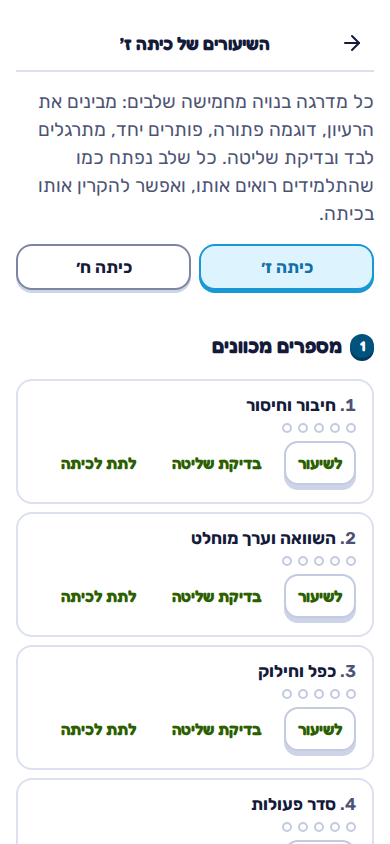 השיעורים של כיתה ז׳
כל מדרגה בנויה מחמישה שלבים: מבינים את
הרעיון, דוגמה פתורה, פותרים יחד, מתרגלים
לבד ובדיקת שליטה. כל שלב נפתח כמו
שהתלמידים רואים אותו, ואפשר להקרין אותו
בכיתה.
כיתה ז׳
כיתה ח׳
1 מספרים מכוונים
1. חיבור וחיסור
לשיעור בדיקת שליטה לתת לכיתה
2. השוואה וערך מוחלט
לשיעור בדיקת שליטה לתת לכיתה
3. כפל וחילוק
לשיעור בדיקת שליטה לתת לכיתה
4. סדר פעולות